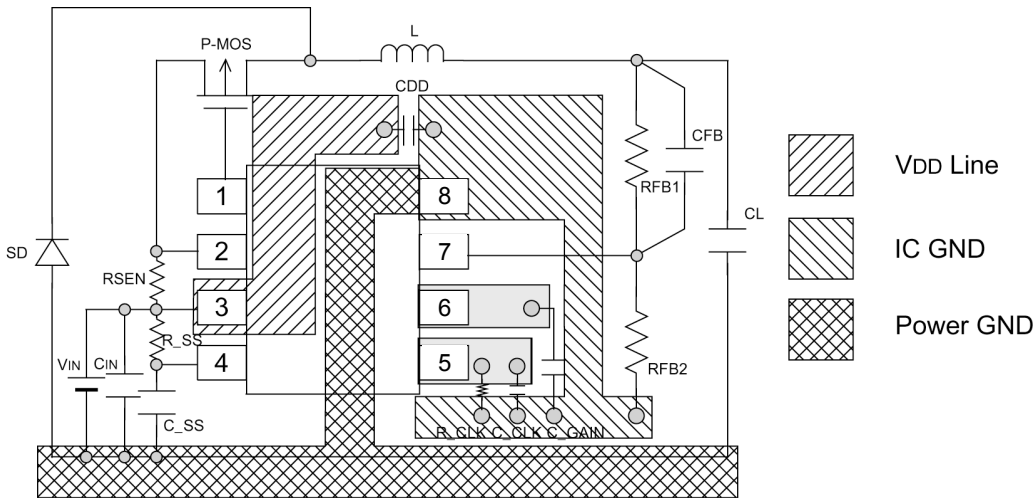 L
P-MOS
CDD
CFB
VDD Line
1
8
RFB1
CL
2
7
IC GND
SD
RSEN
3
6
R_SS
Power GND
VIN
CIN
4
5
RFB2
C_SS
R_CLK C_CLK C_GAIN